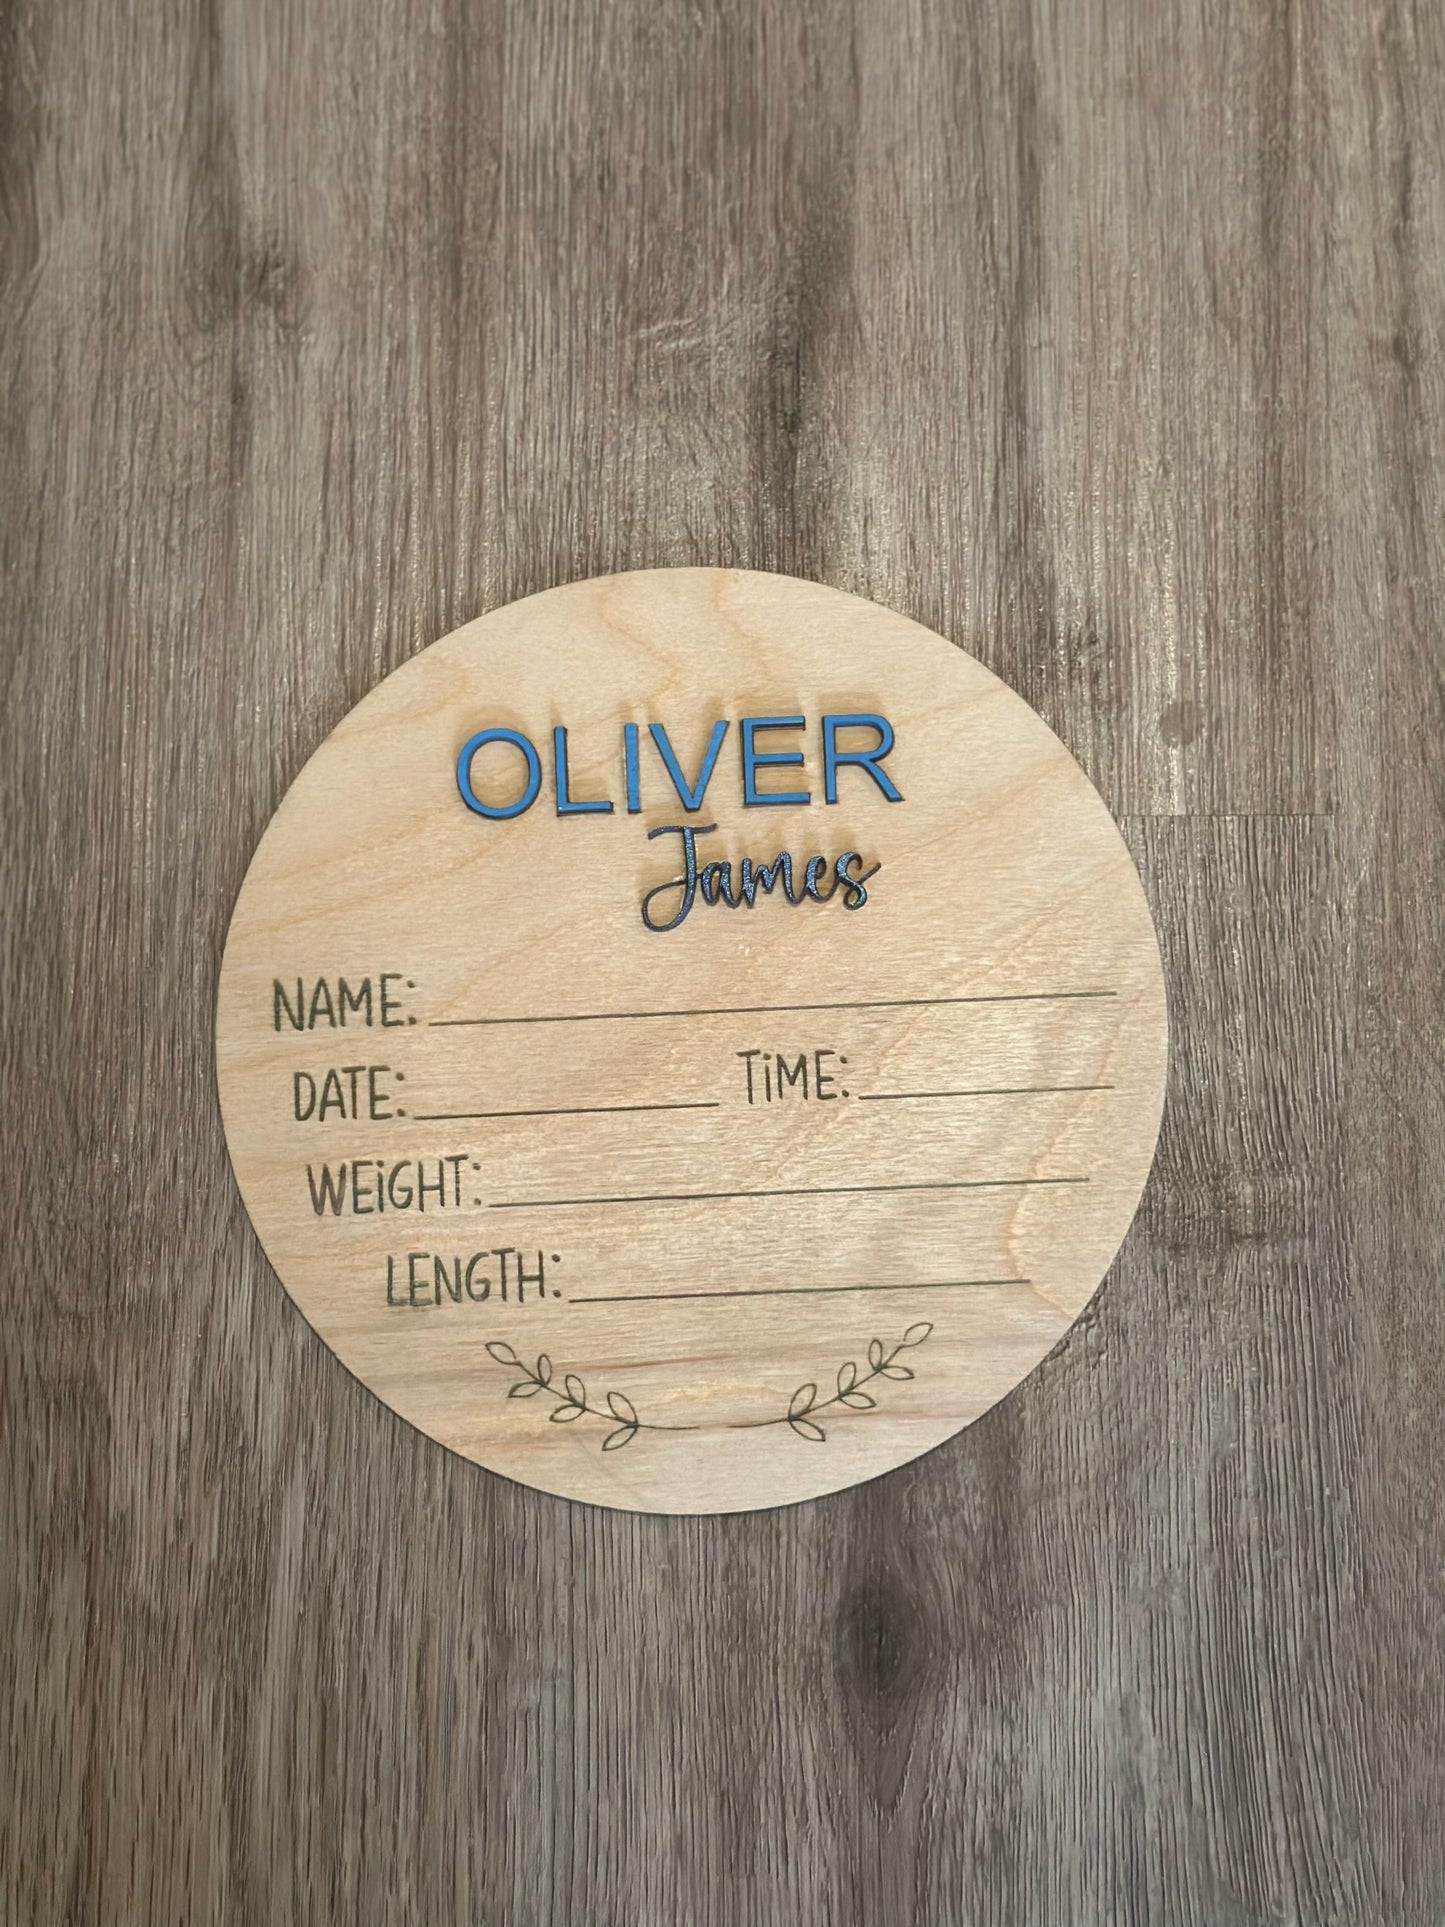 OLIVER
James
NAME:
DATE: TiME:
WEiGHT:
LENGTH: